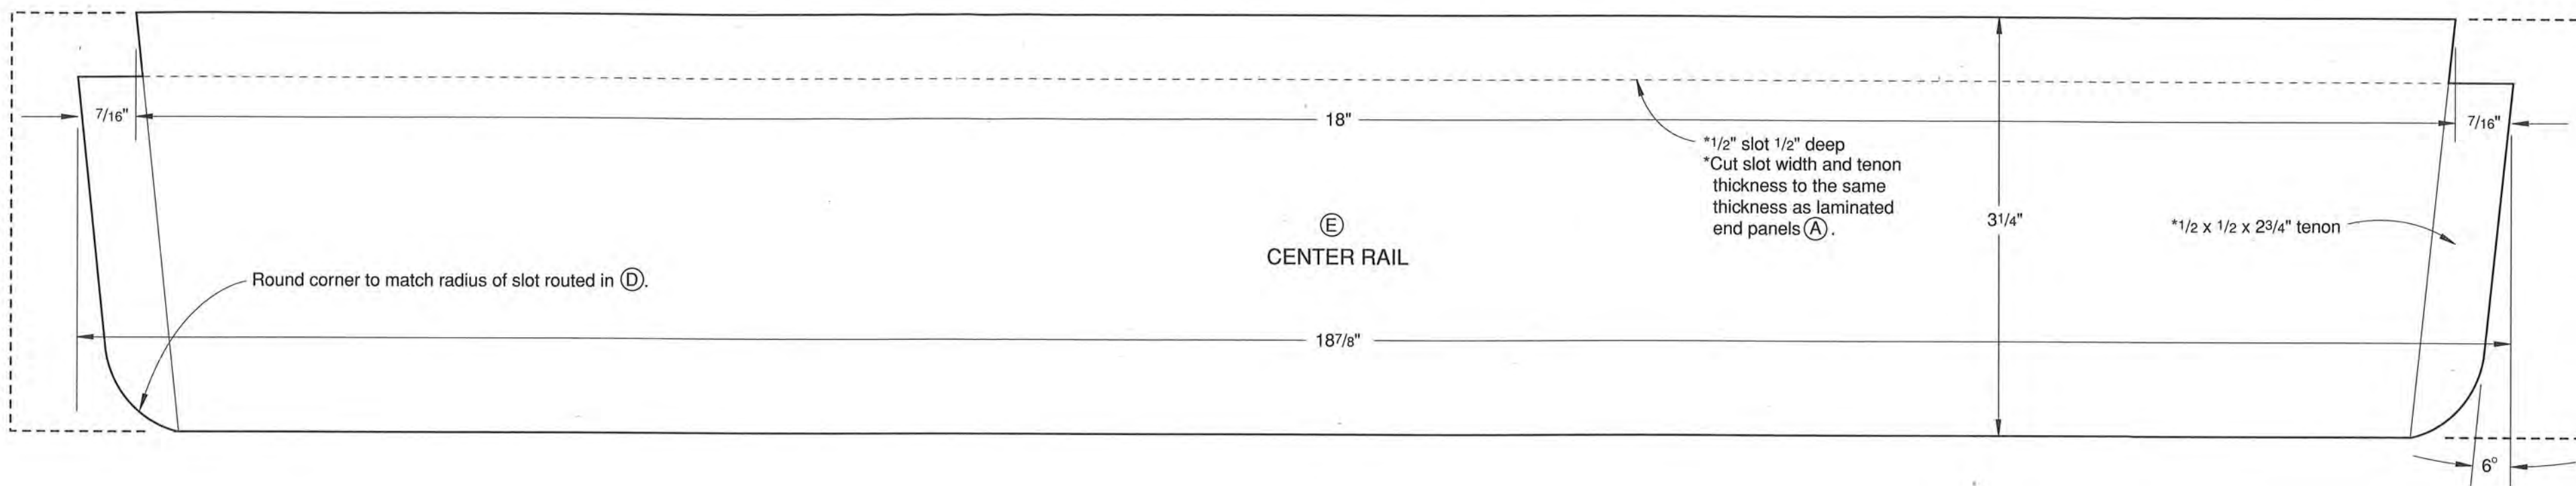 7/16"
18"
7/16"
*1/2" slot 1/2" deep
*Cut slot width and tenon
thickness to the same
thickness as laminated
end panels Ⓐ.
3 1/4"
*1/2 x 1/2 x 2 3/4" tenon
Ⓔ
CENTER RAIL
Round corner to match radius of slot routed in Ⓓ.
18 7/8"
6°